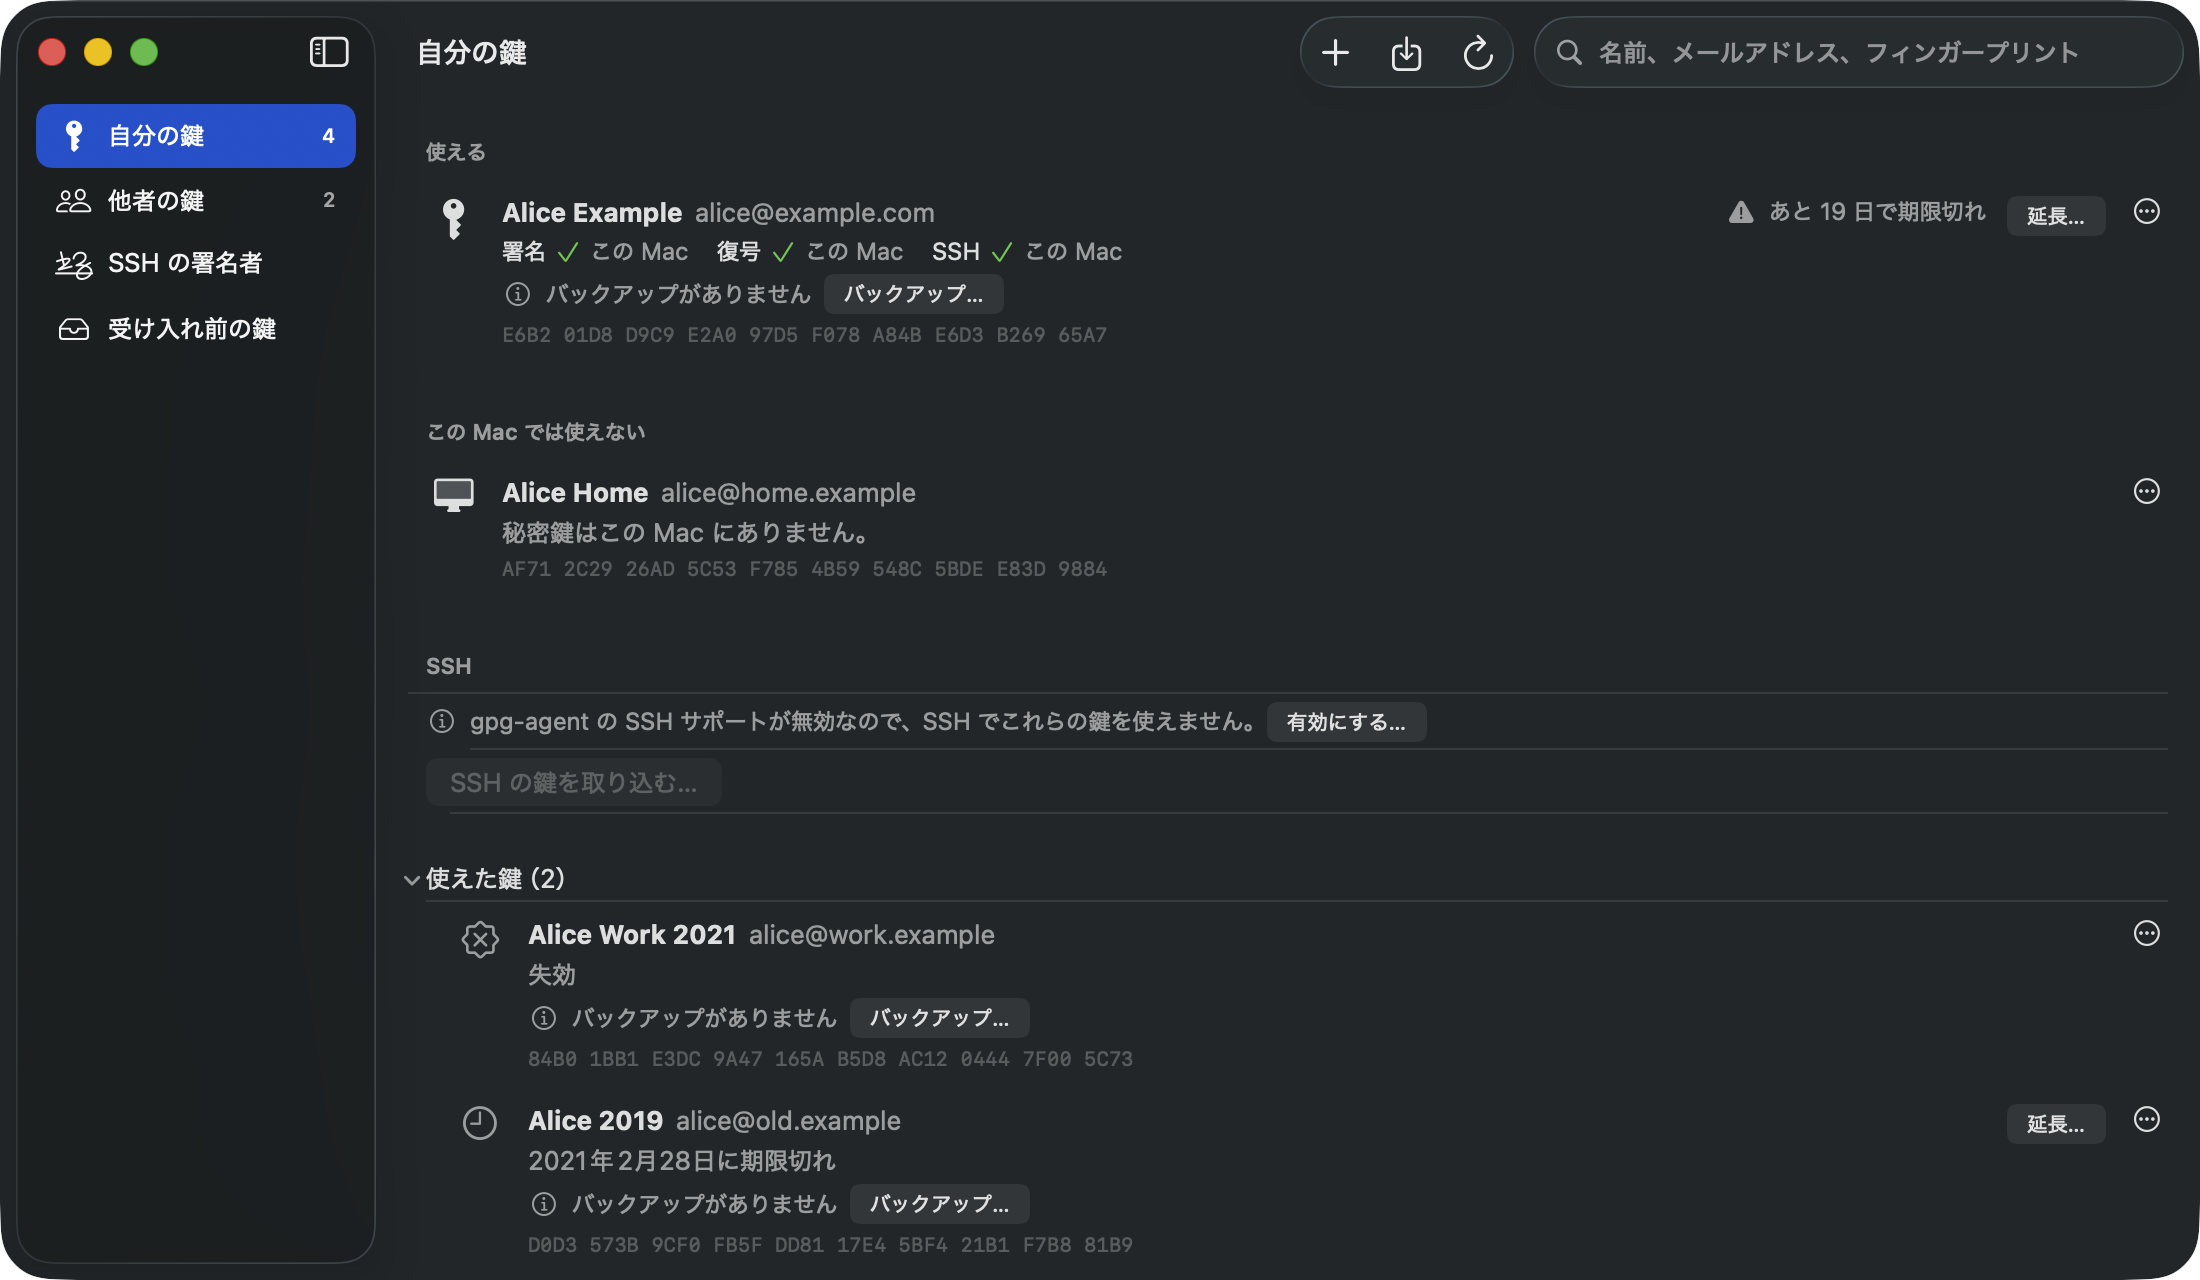 自分の鍵
名前、メールアドレス、フィンガープリント
自分の鍵 4
他者の鍵 2
SSH の署名者
受け入れ前の鍵
使える
Alice Example alice@example.com
あと 19 日で期限切れ 延長...
署名 ✓ この Mac 復号 ✓ この Mac SSH ✓ この Mac
バックアップがありません バックアップ...
E6B2 01D8 D9C9 E2A0 97D5 F078 A84B E6D3 B269 65A7
この Mac では使えない
Alice Home alice@home.example
秘密鍵はこの Mac にありません。
AF71 2C29 26AD 5C53 F785 4B59 548C 5BDE E83D 9884
SSH
gpg-agent の SSH サポートが無効なので、SSH でこれらの鍵を使えません。 有効にする...
SSH の鍵を取り込む...
使えた鍵 (2)
Alice Work 2021 alice@work.example
失効
バックアップがありません バックアップ...
84B0 1BB1 E3DC 9A47 165A B5D8 AC12 0444 7F00 5C73
Alice 2019 alice@old.example
延長...
2021年2月28日に期限切れ
バックアップがありません バックアップ...
D0D3 573B 9CF0 FB5F DD81 17E4 5BF4 21B1 F7B8 81B9